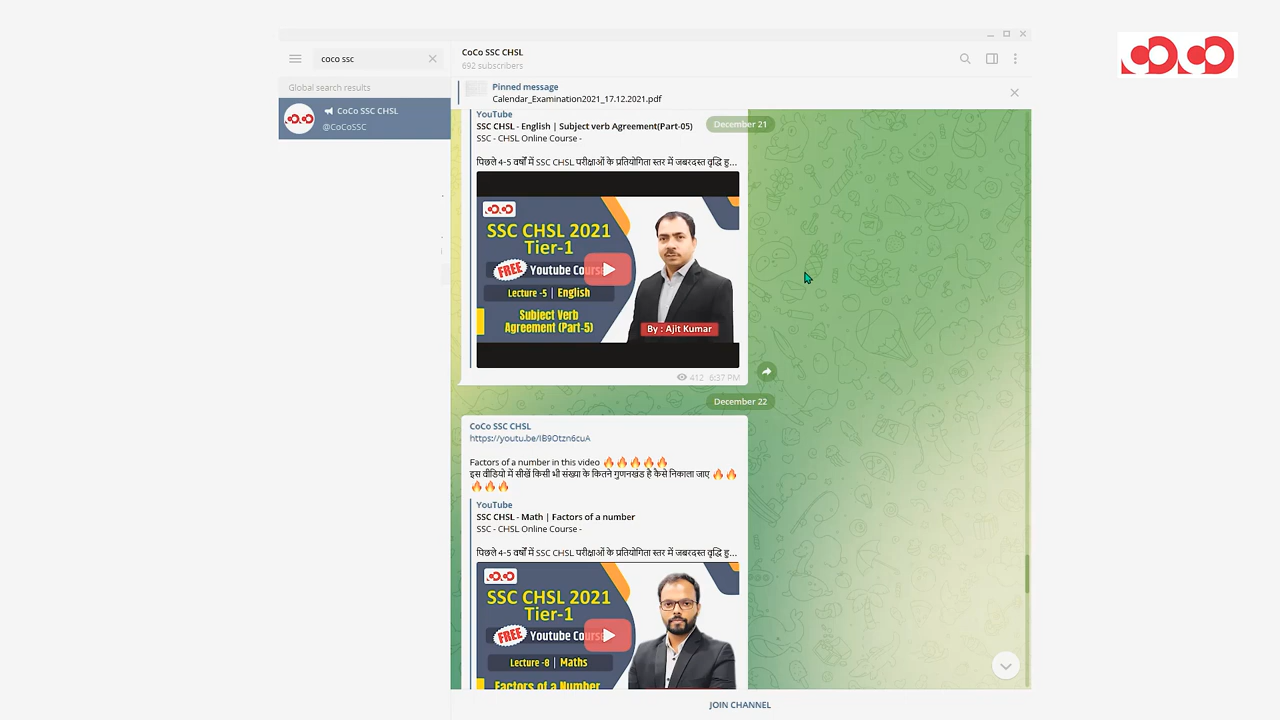 coco ssc
Global search results
CoCo SSC CHSL
@CoCoSSC
CoCo SSC CHSL
692 subscribers
Pinned message
Calendar_Examination2021_17.12.2021.pdf
December 21
YouTube
SSC CHSL - English | Subject verb Agreement(Part-05)
SSC - CHSL Online Course -
पिछले 4-5 वर्षों में SSC CHSL परीक्षाओं के प्रतियोगिता स्तर में जबरदस्त वृद्धि हु...
SSC CHSL 2021
Tier-1
FREE Youtube Course
Lecture -5 | English
Subject Verb
Agreement (Part-5)
By : Ajit Kumar
412 6:37 PM
December 22
CoCo SSC CHSL
https://youtu.be/IB9Otzn6cuA
Factors of a number in this video 🔥🔥🔥🔥🔥
इस वीडियो में सीखें किसी भी संख्या के कितने गुणनखंड है कैसे निकाला जाए 🔥🔥
🔥🔥🔥
YouTube
SSC CHSL - Math | Factors of a number
SSC - CHSL Online Course -
पिछले 4-5 वर्षों में SSC CHSL परीक्षाओं के प्रतियोगिता स्तर में जबरदस्त वृद्धि हु...
SSC CHSL 2021
Tier-1
FREE Youtube Course
Lecture -8 | Maths
Factors of a Number
JOIN CHANNEL